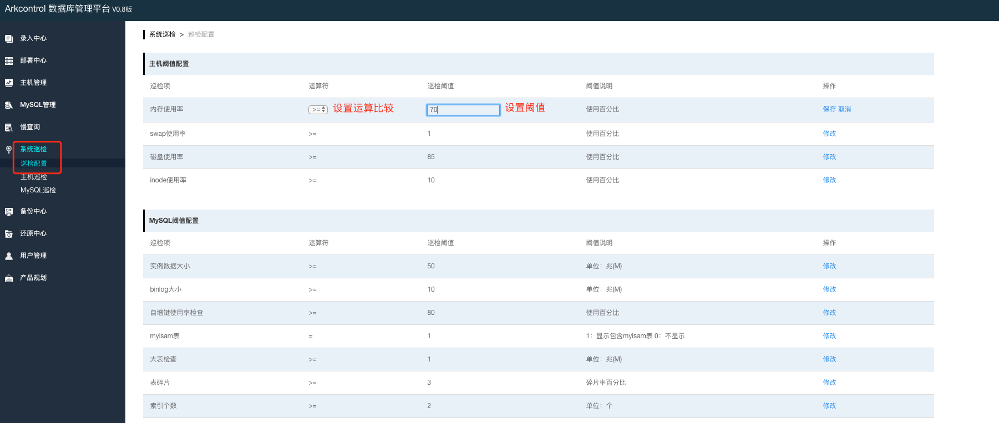 Arkcontrol 数据库管理平台 V0.8版
录入中心
部署中心
主机管理
MySQL管理
慢查询
系统巡检
巡检配置
主机巡检
MySQL巡检
备份中心
还原中心
用户管理
产品规划
系统巡检 > 巡检配置
主机阈值配置
巡检项 运算符 巡检阈值 阈值说明 操作
内存使用率 >= 设置运算比较 70 设置阈值 使用百分比 保存 取消
swap使用率 >= 1 使用百分比 修改
磁盘使用率 >= 85 使用百分比 修改
inode使用率 >= 10 使用百分比 修改
MySQL阈值配置
巡检项 运算符 巡检阈值 阈值说明 操作
实例数据大小 >= 50 单位：兆(M) 修改
binlog大小 >= 10 单位：兆(M) 修改
自增键使用率检查 >= 80 使用百分比 修改
myisam表 = 1 1：显示包含myisam表 0：不显示 修改
大表检查 >= 1 单位：兆(M) 修改
表碎片 >= 3 碎片率百分比 修改
索引个数 >= 2 单位：个 修改